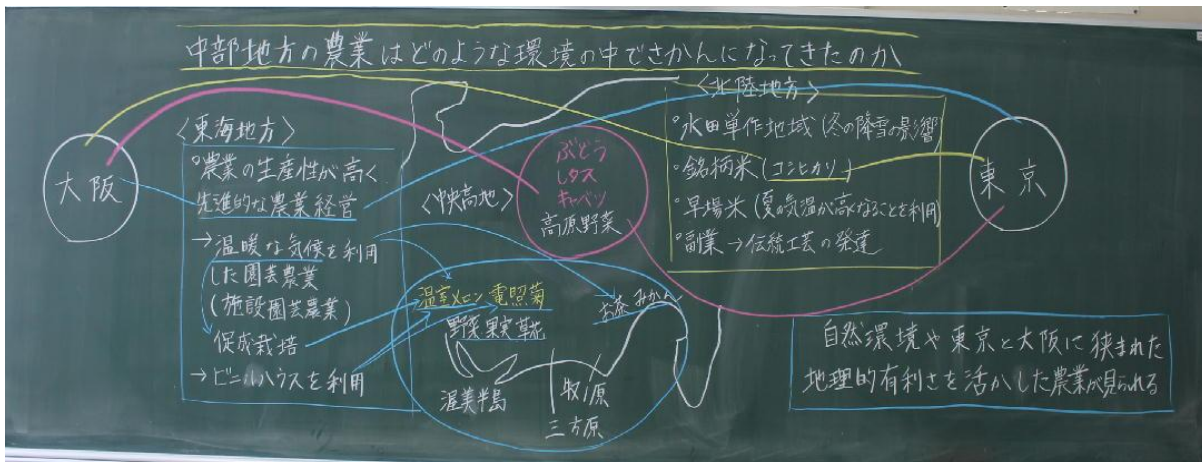 中部地方の農業はどのような環境の中でさかんになってきたのか
大阪
〈東海地方〉
°農業の生産性が高く
先進的な農業経営
→温暖な気候を利用
した園芸農業
(施設園芸農業)
促成栽培
→ビニルハウスを利用
〈中央高地〉
ぶどう
レタス
キャベツ
高原野菜
温室メロン 電照菊
野菜 果実 草花
お茶 みかん
渥美半島
牧ノ原
三方原
〈北陸地方〉
°水田単作地域 (冬の降雪の影響)
°銘柄米 (コシヒカリ)
°早場米 (夏の気温が高くなることを利用)
°副業→伝統工芸の発達
東京
自然環境や東京と大阪に狭まれた
地理的有利さを活かした農業が見られる